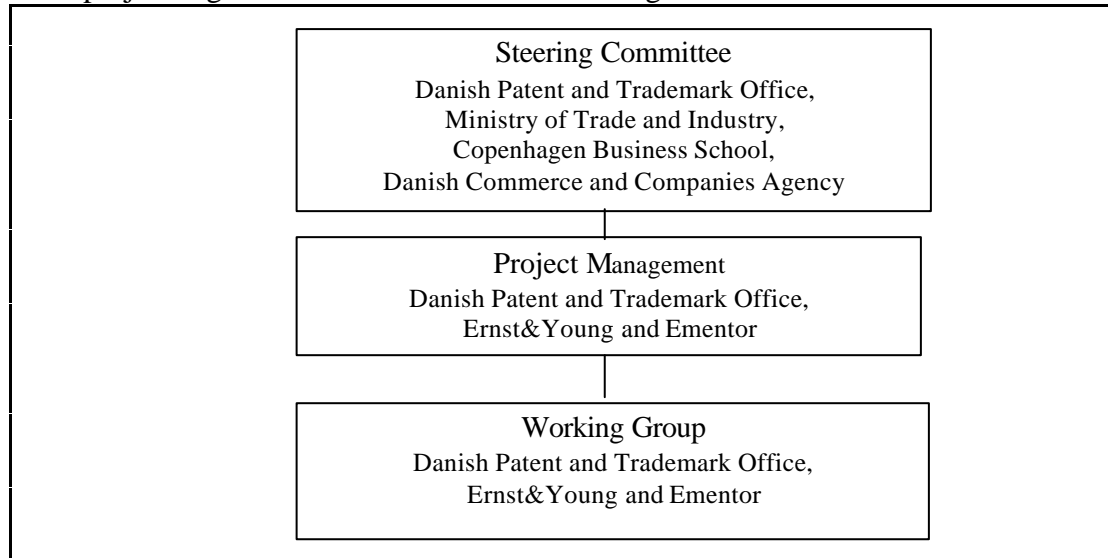 Steering Committee
Danish Patent and Trademark Office,
Ministry of Trade and Industry,
Copenhagen Business School,
Danish Commerce and Companies Agency
Project Management
Danish Patent and Trademark Office,
Ernst&Young and Ementor
Working Group
Danish Patent and Trademark Office,
Ernst&Young and Ementor